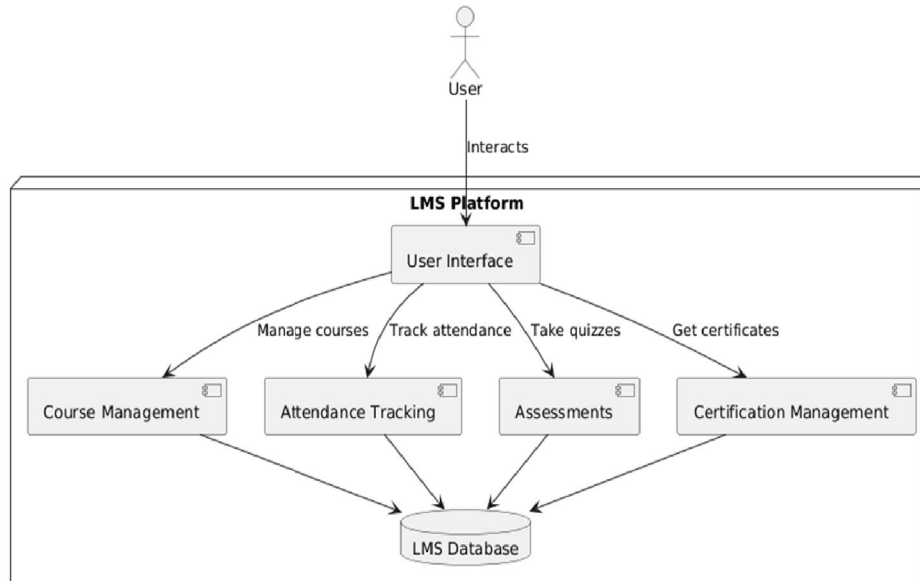 User
Interacts
LMS Platform
User Interface
Manage courses
Track attendance
Take quizzes
Get certificates
Course Management
Attendance Tracking
Assessments
Certification Management
LMS Database